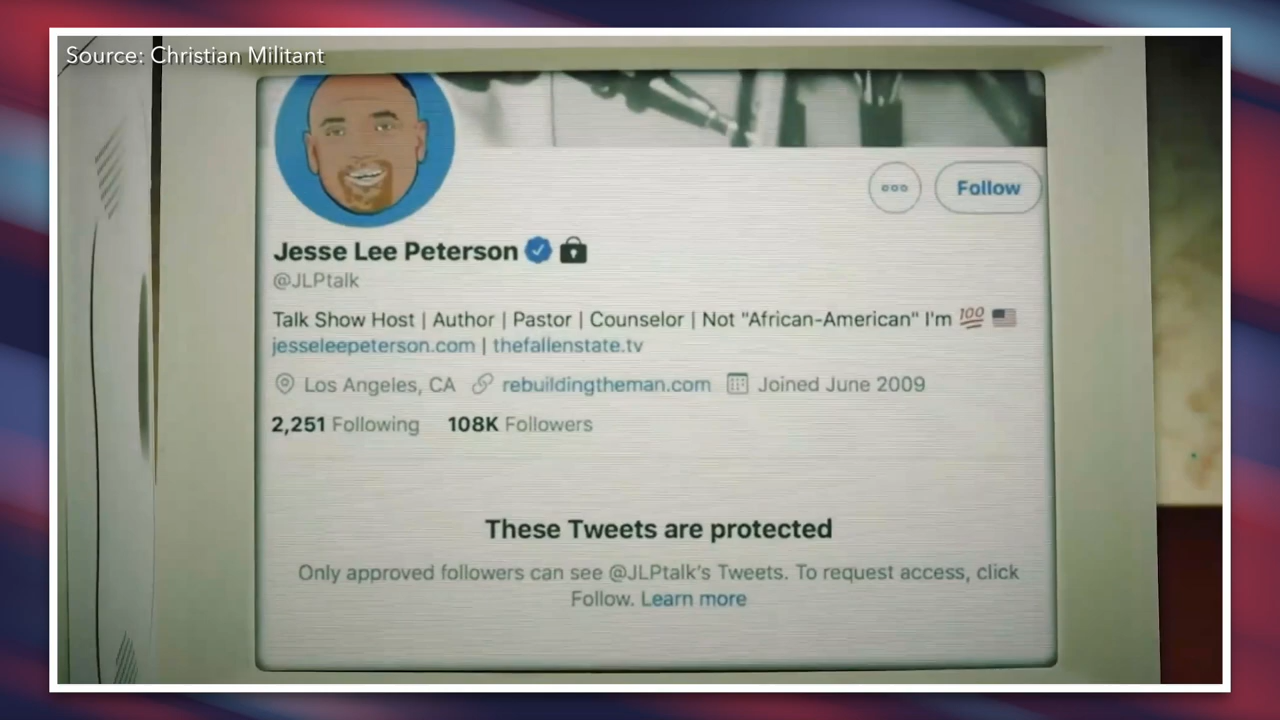 Source: Christian Militant
Follow
Jesse Lee Peterson
@JLPtalk
Talk Show Host | Author | Pastor | Counselor | Not "African-American" I'm 💯 🇺🇸
jesseleepeterson.com | thefallenstate.tv
Los Angeles, CA rebuildingtheman.com Joined June 2009
2,251 Following 108K Followers
These Tweets are protected
Only approved followers can see @JLPtalk's Tweets. To request access, click
Follow. Learn more